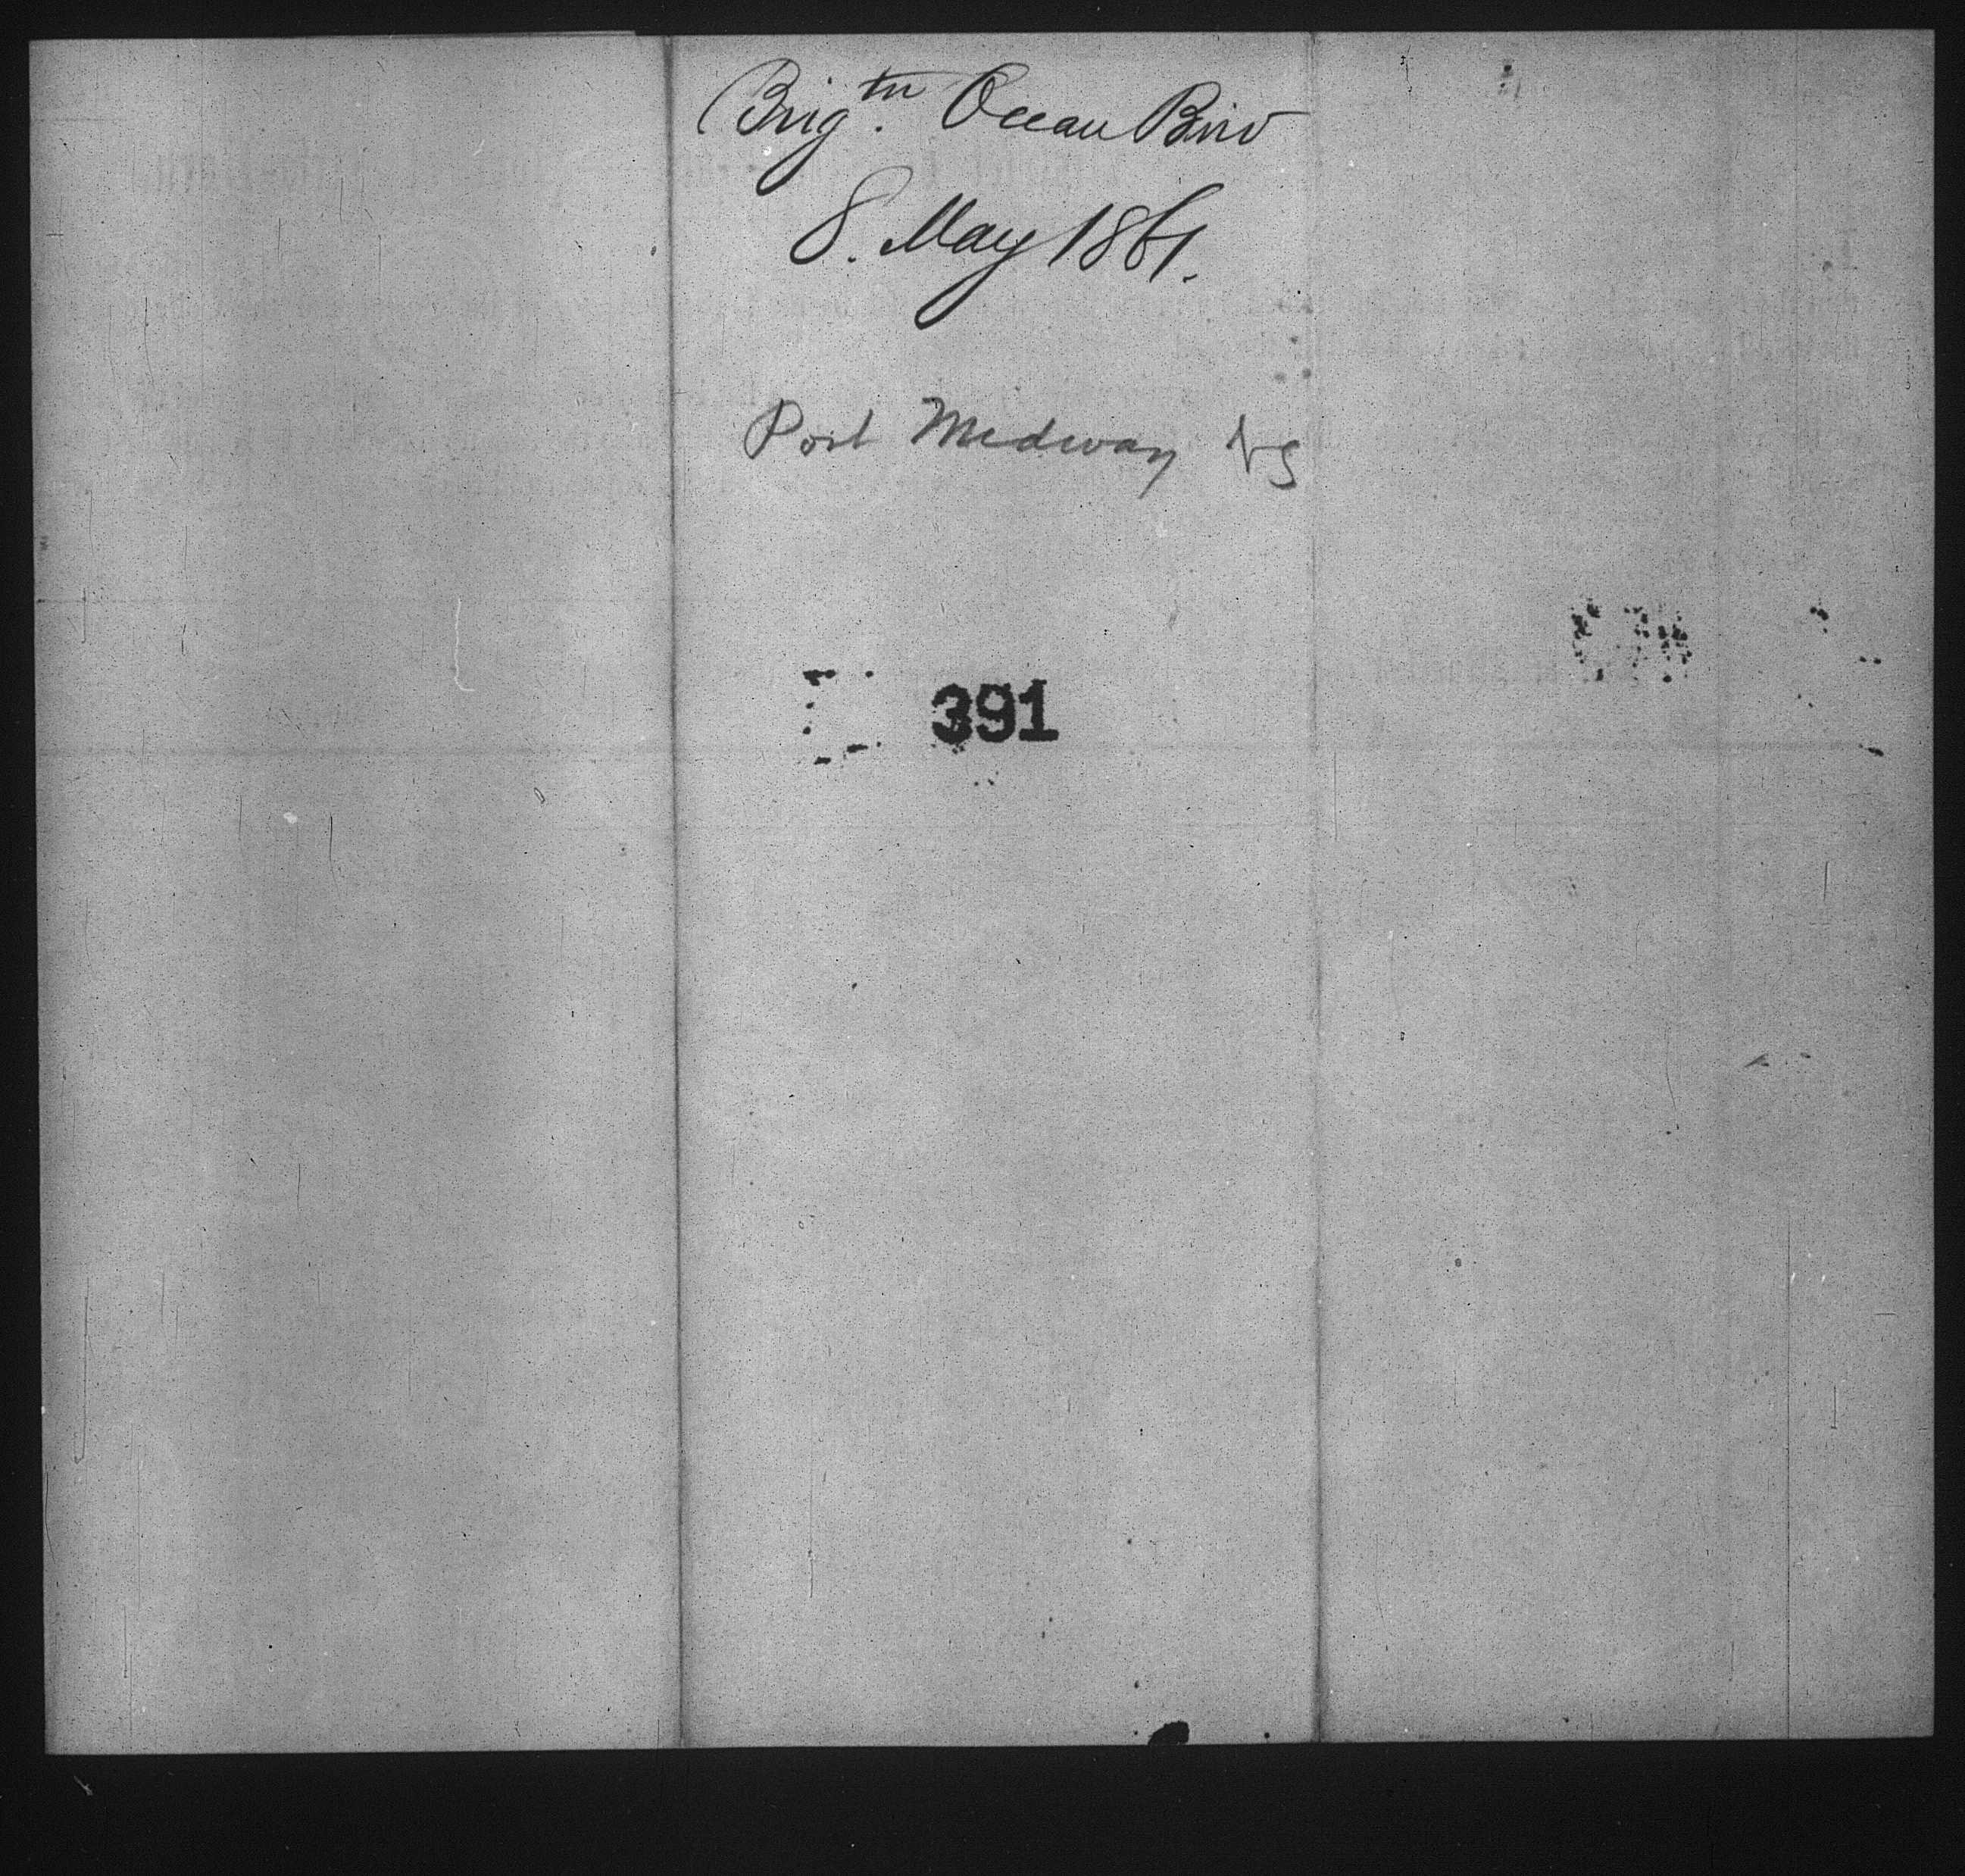 Brigtn. Ocean Bird
8. May 1861.
Port Medway NS
391